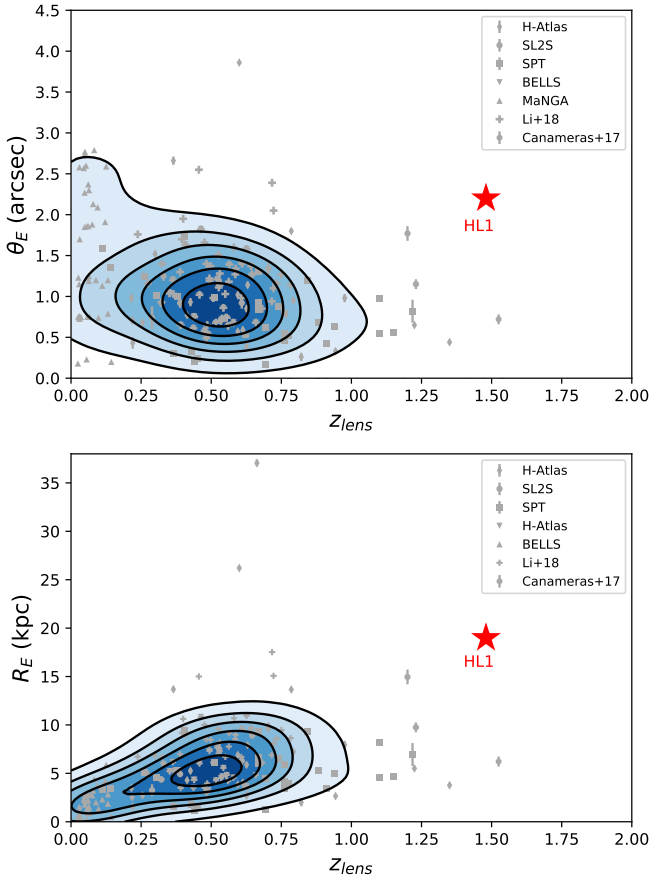 4.5
4.0
3.5
3.0
2.5
2.0
1.5
1.0
0.5
0.0
θ_E (arcsec)
H-Atlas
SL2S
SPT
BELLS
MaNGA
Li+18
Canameras+17
HL1
0.00 0.25 0.50 0.75 1.00 1.25 1.50 1.75 2.00
z_lens
35
30
25
20
15
10
5
0
R_E (kpc)
H-Atlas
SL2S
SPT
H-Atlas
BELLS
Li+18
Canameras+17
HL1
0.00 0.25 0.50 0.75 1.00 1.25 1.50 1.75 2.00
z_lens